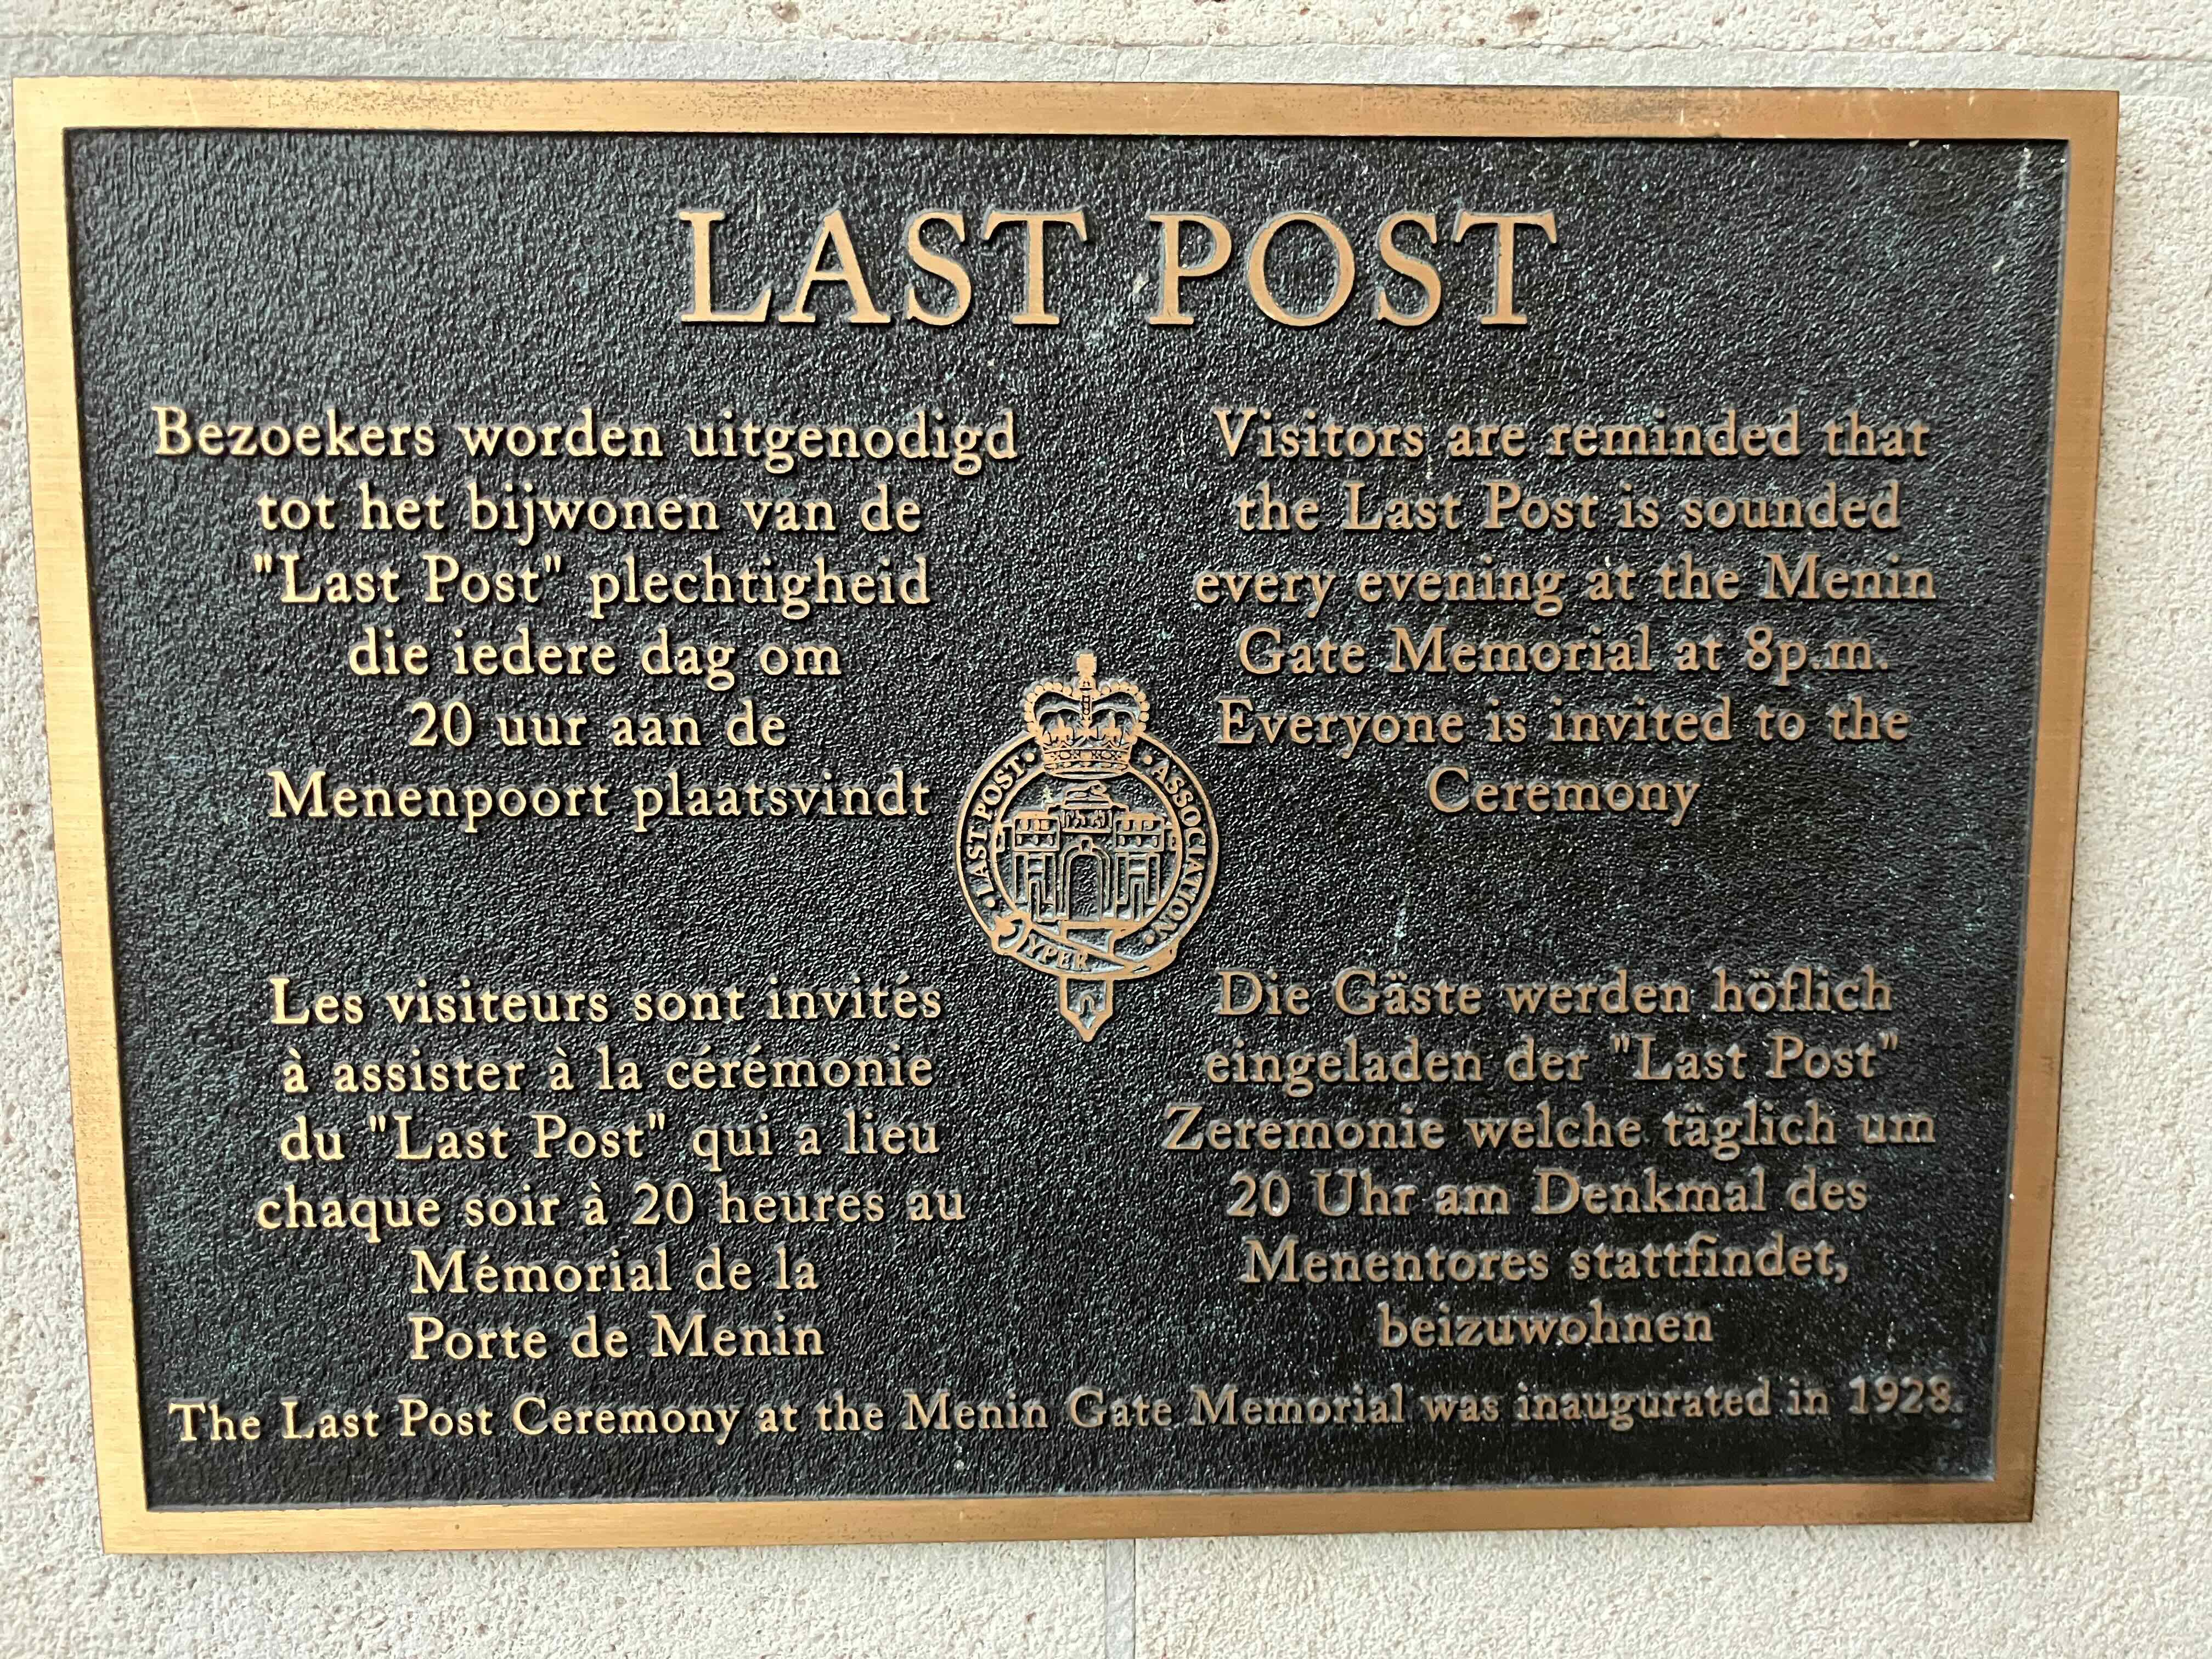 LAST POST
Bezoekers worden uitgenodigd
tot het bijwonen van de
"Last Post" plechtigheid
die iedere dag om
20 uur aan de
Menenpoort plaatsvindt
Visitors are reminded that
the Last Post is sounded
every evening at the Menin
Gate Memorial at 8p.m.
Everyone is invited to the
Ceremony
• LAST POST • ASSOCIATION •
YPER
Les visiteurs sont invités
à assister à la cérémonie
du "Last Post" qui a lieu
chaque soir à 20 heures au
Mémorial de la
Porte de Menin
Die Gäste werden höflich
eingeladen der "Last Post"
Zeremonie welche täglich um
20 Uhr am Denkmal des
Menentores stattfindet,
beizuwohnen
The Last Post Ceremony at the Menin Gate Memorial was inaugurated in 1928.